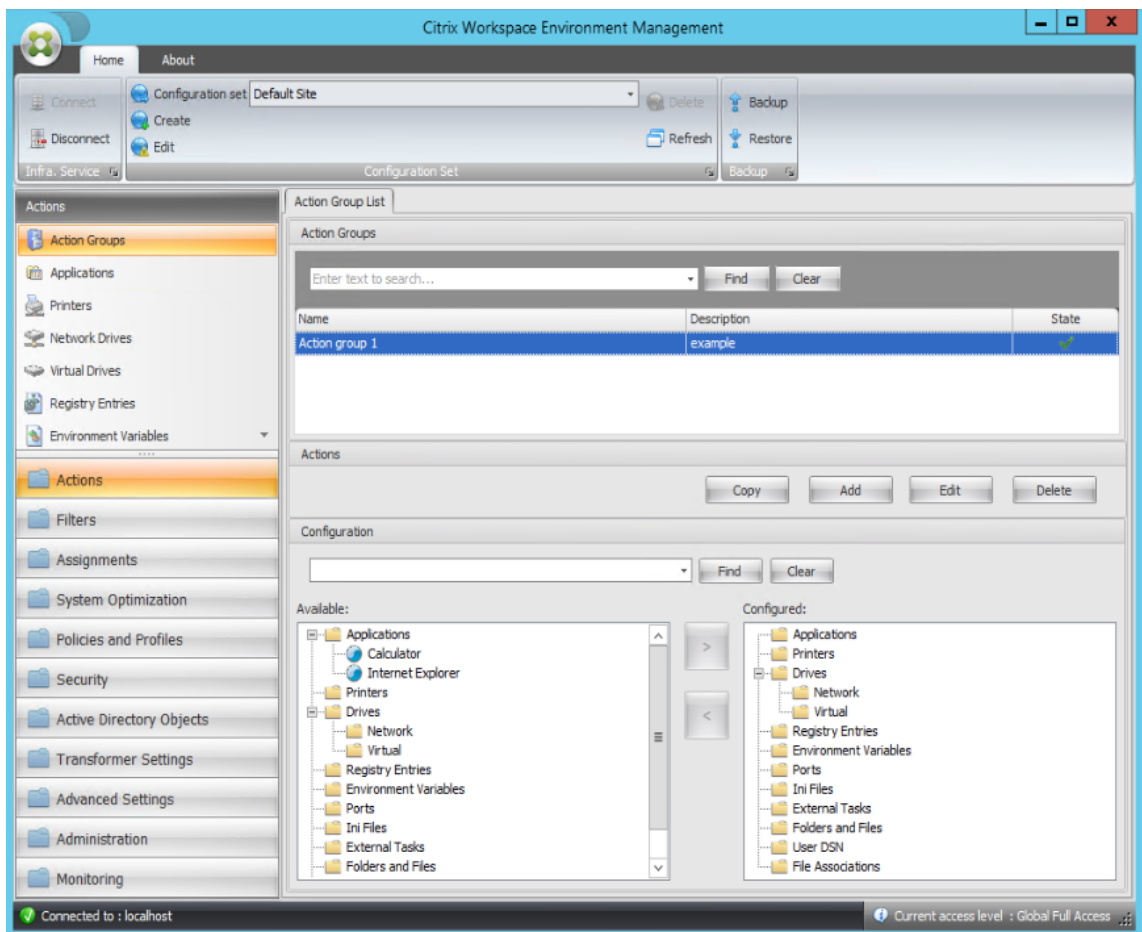 Citrix Workspace Environment Management
Home About
Connect
Disconnect
Infra. Service
Configuration set Default Site
Create
Edit
Delete
Refresh
Configuration Set
Backup
Restore
Backup
Actions
Action Groups
Applications
Printers
Network Drives
Virtual Drives
Registry Entries
Environment Variables
Actions
Filters
Assignments
System Optimization
Policies and Profiles
Security
Active Directory Objects
Transformer Settings
Advanced Settings
Administration
Monitoring
Action Group List
Action Groups
Enter text to search...
Find Clear
Name Description State
Action group 1 example
Actions
Copy Add Edit Delete
Configuration
Find Clear
Available:
Applications
Calculator
Internet Explorer
Printers
Drives
Network
Virtual
Registry Entries
Environment Variables
Ports
Ini Files
External Tasks
Folders and Files
>
<
Configured:
Applications
Printers
Drives
Network
Virtual
Registry Entries
Environment Variables
Ports
Ini Files
External Tasks
Folders and Files
User DSN
File Associations
Connected to : localhost
Current access level : Global Full Access